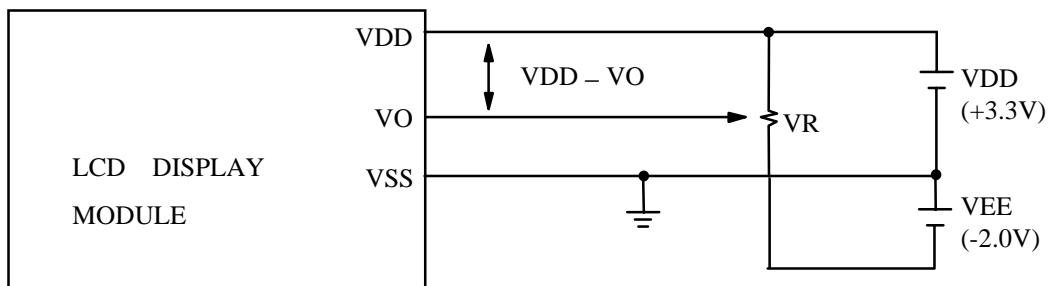 VDD
VDD – VO
VDD
(+3.3V)
VO
VR
LCD DISPLAY
MODULE
VSS
VEE
(-2.0V)